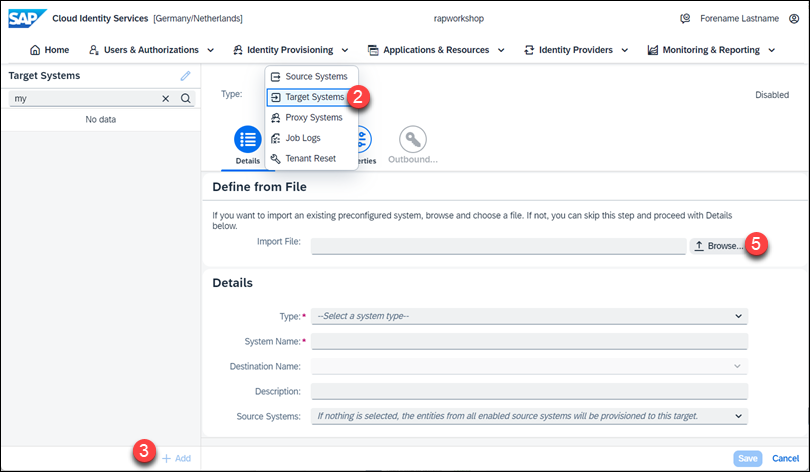 SAP Cloud Identity Services [Germany/Netherlands] rapworkshop Forename Lastname
Home Users & Authorizations Identity Provisioning Applications & Resources Identity Providers Monitoring & Reporting
Target Systems
my
No data
Source Systems
Target Systems 2
Proxy Systems
Job Logs
Tenant Reset
Type: Disabled
Details erties Outbound...
Define from File
If you want to import an existing preconfigured system, browse and choose a file. If not, you can skip this step and proceed with Details
below.
Import File: Browse... 5
Details
Type:* --Select a system type--
System Name:*
Destination Name:
Description:
Source Systems: If nothing is selected, the entities from all enabled source systems will be provisioned to this target.
3 + Add
Save Cancel